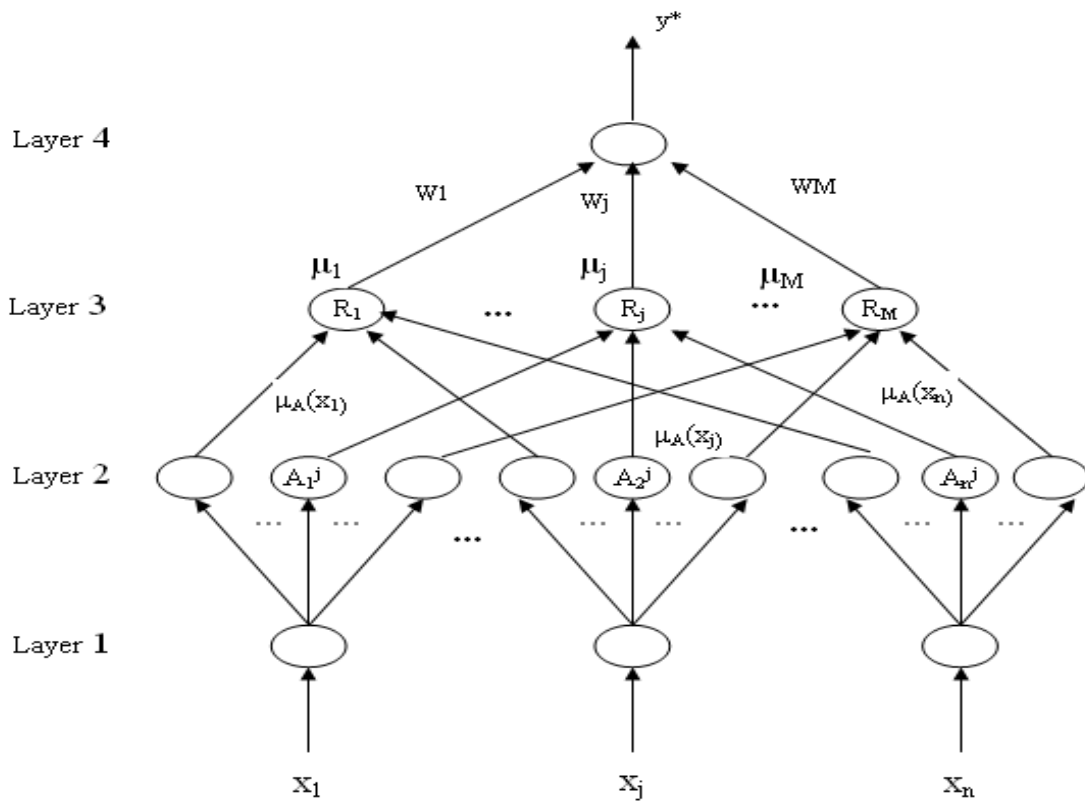 y*
Layer 4
W1
Wj
WM
μ1
μj
μM
Layer 3
R1
...
Rj
...
RM
μA(x1)
μA(xj)
μA(xn)
Layer 2
A1j
A2j
Anj
... ... ... ... ... ... ... ...
Layer 1
x1
xj
xn